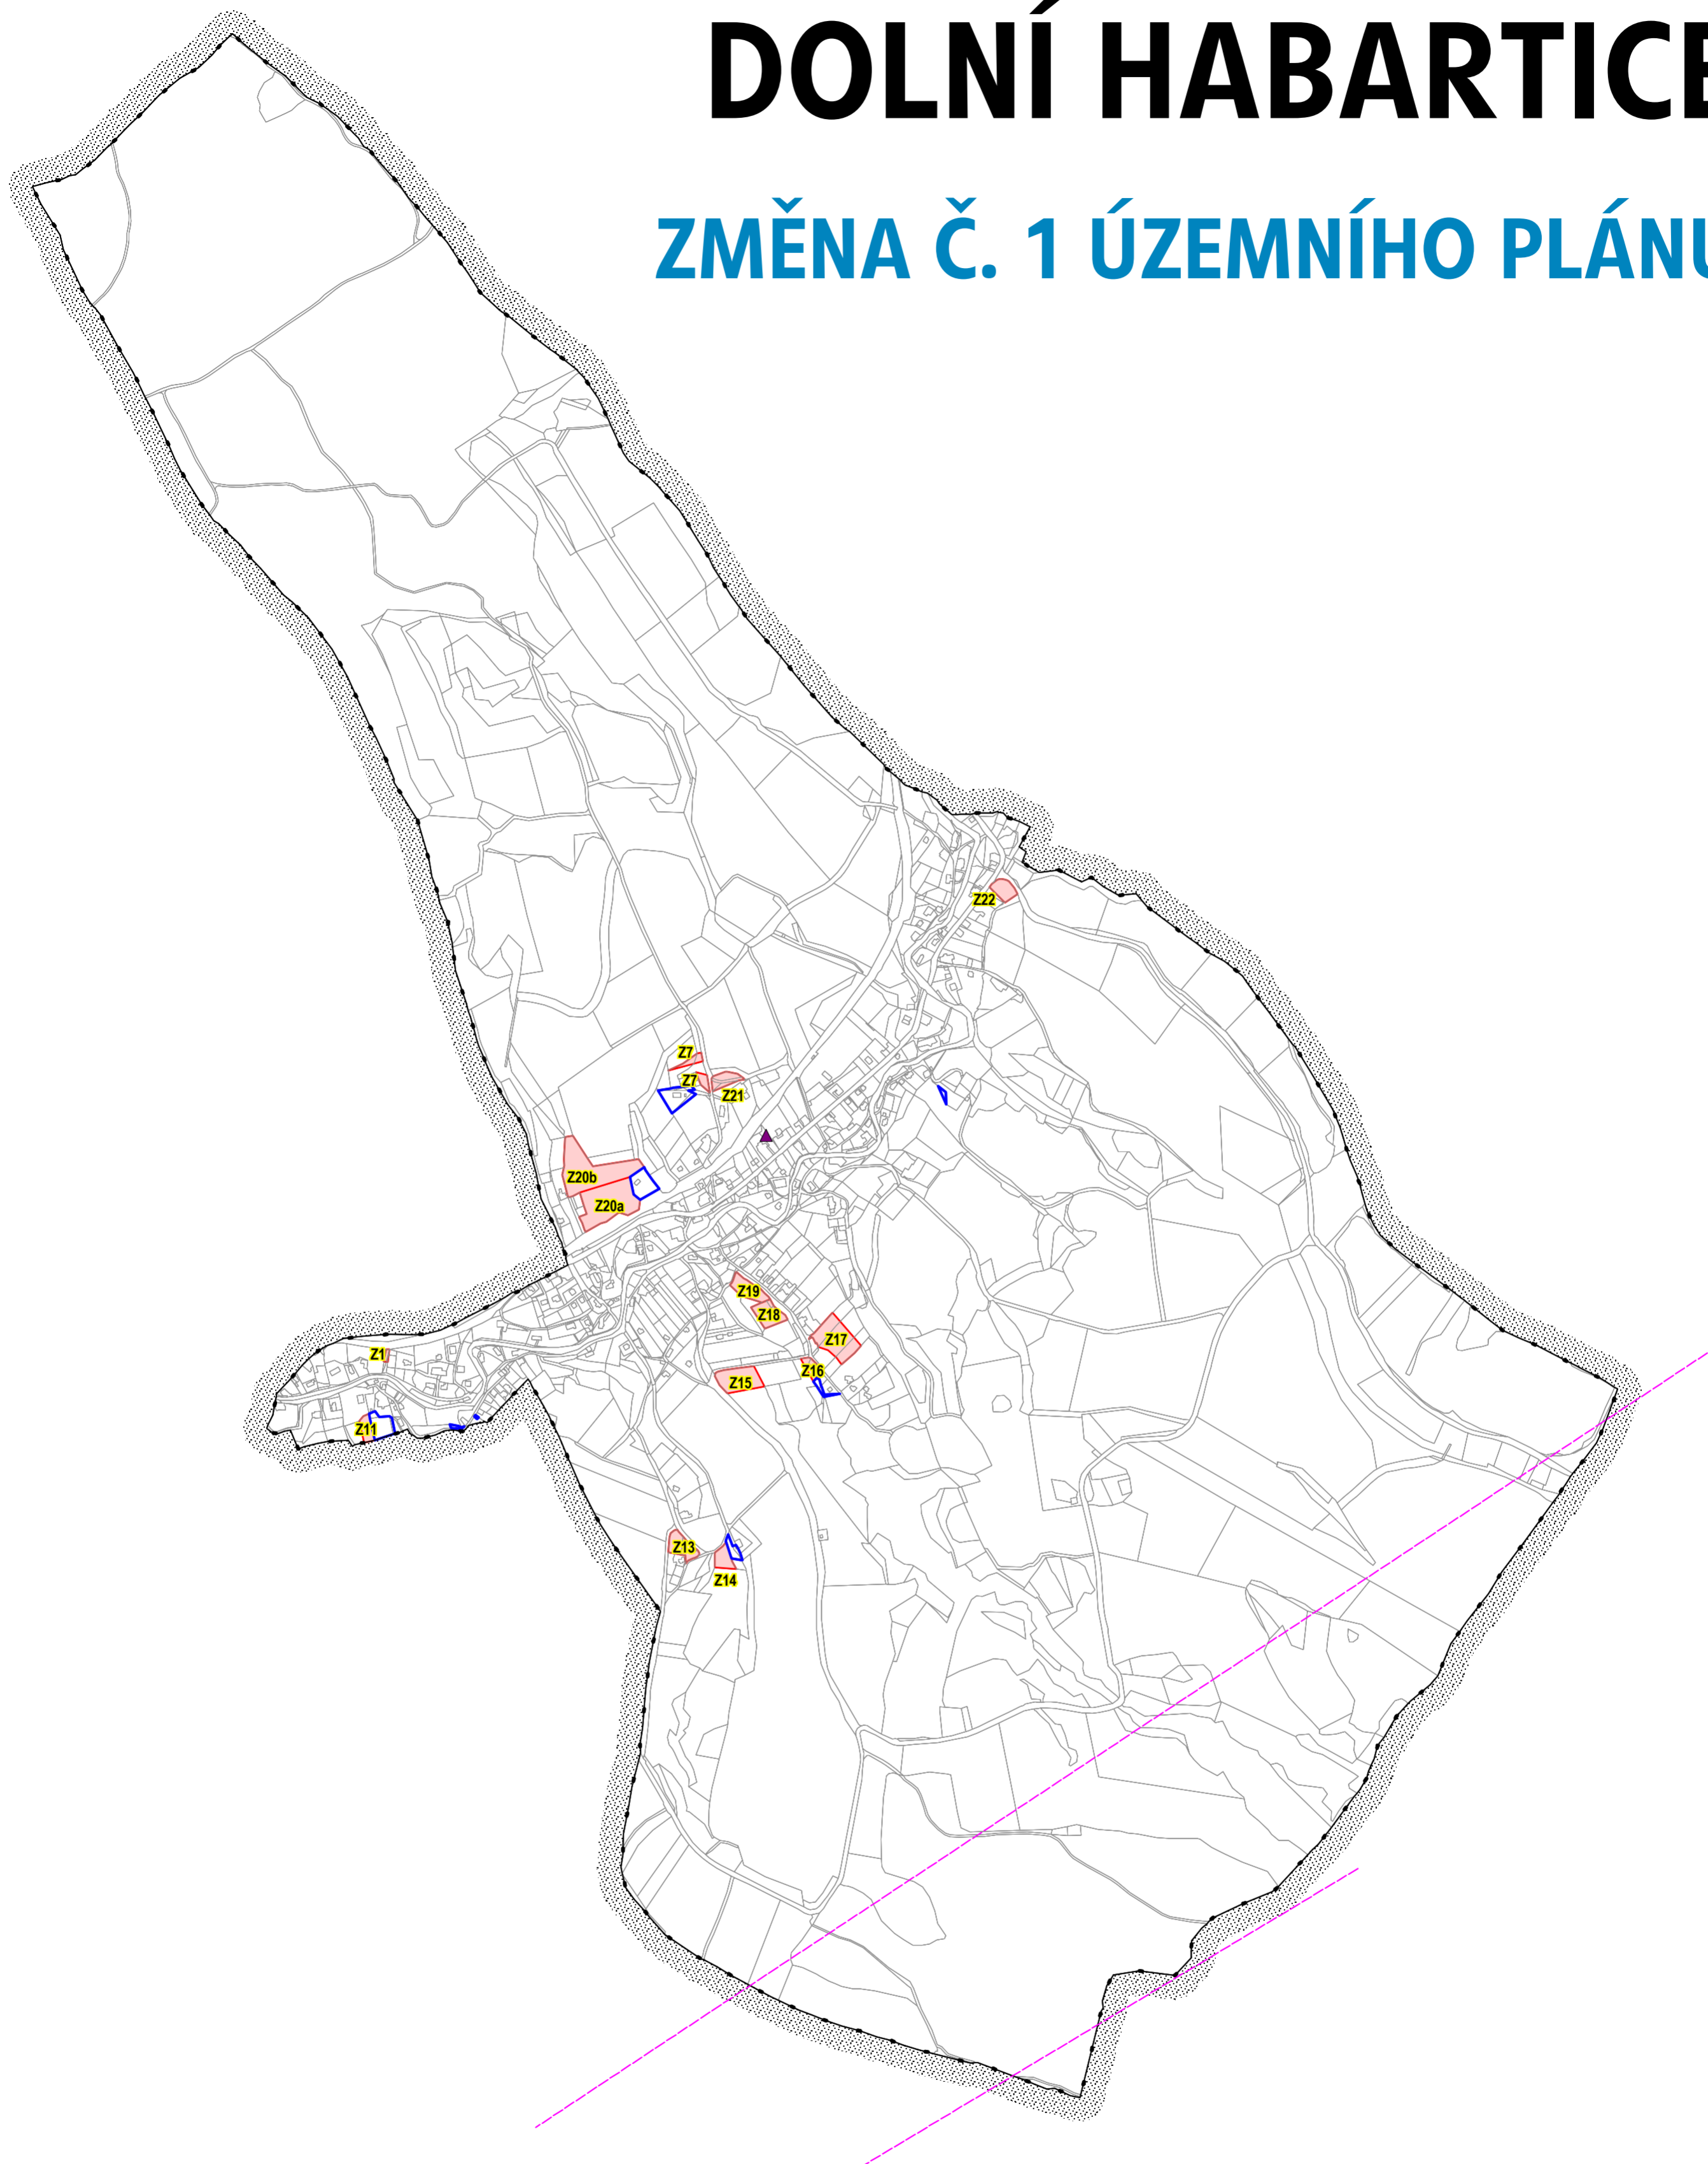 DOLNÍ HABARTICE
ZMĚNA Č. 1 ÚZEMNÍHO PLÁNU
Z22
Z7
Z7
Z21
Z20b
Z20a
Z19
Z18
Z17
Z1
Z16
Z15
Z11
Z13
Z14